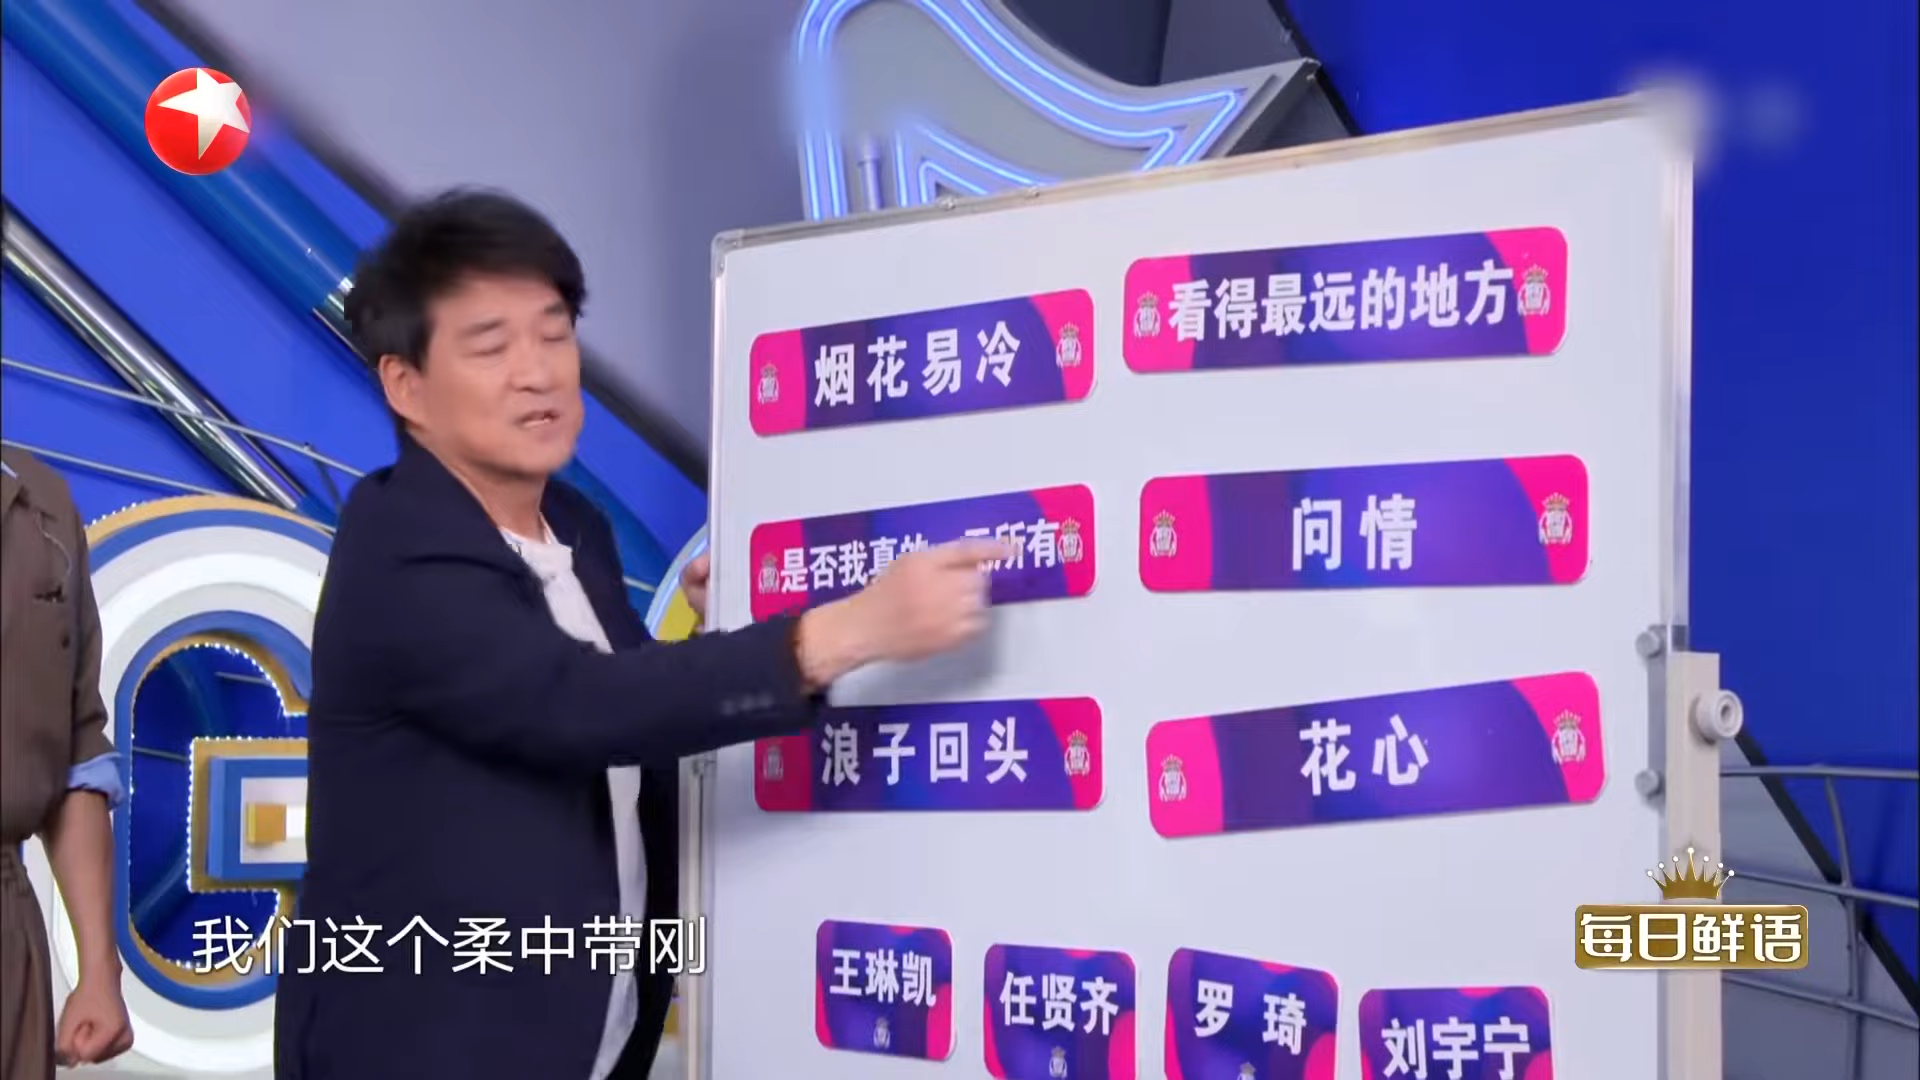 烟花易冷
看得最远的地方
是否我真的一无所有
问情
浪子回头
花心
王琳凯
任贤齐
罗琦
刘宇宁
我们这个柔中带刚
每日鲜语